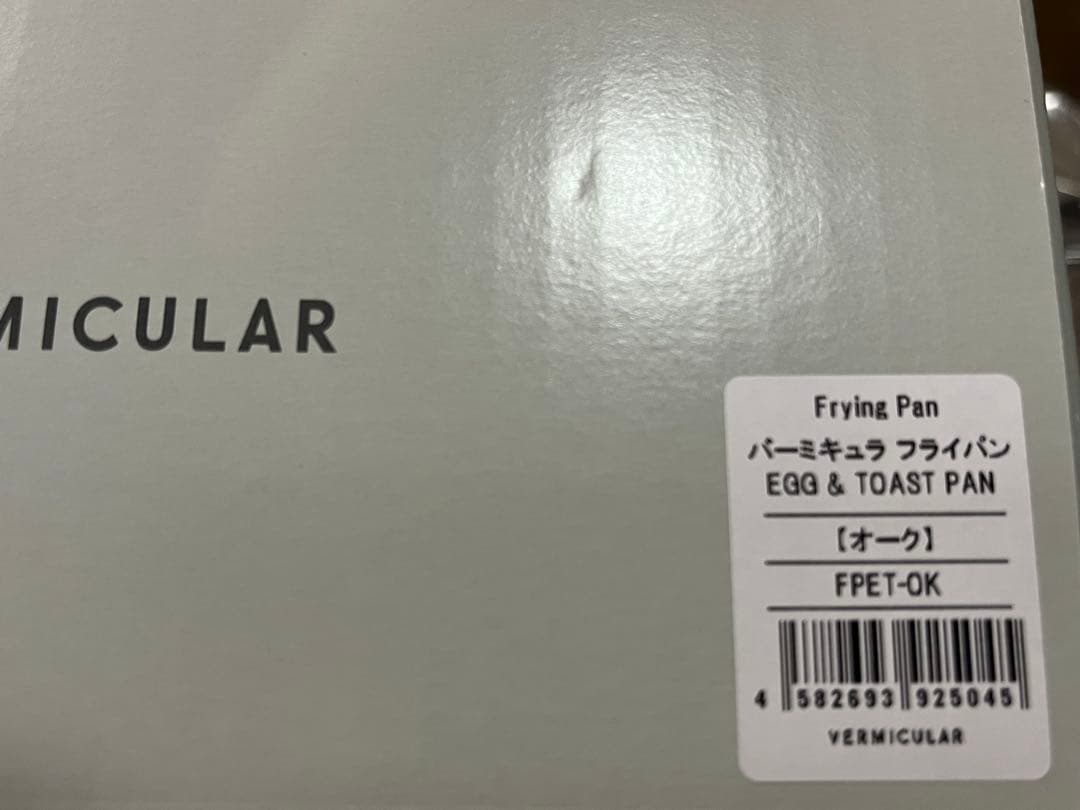 MICULAR
Frying Pan
バーミキュラ フライパン
EGG & TOAST PAN
【オーク】
FPET-OK
4 582693 925045
VERMICULAR